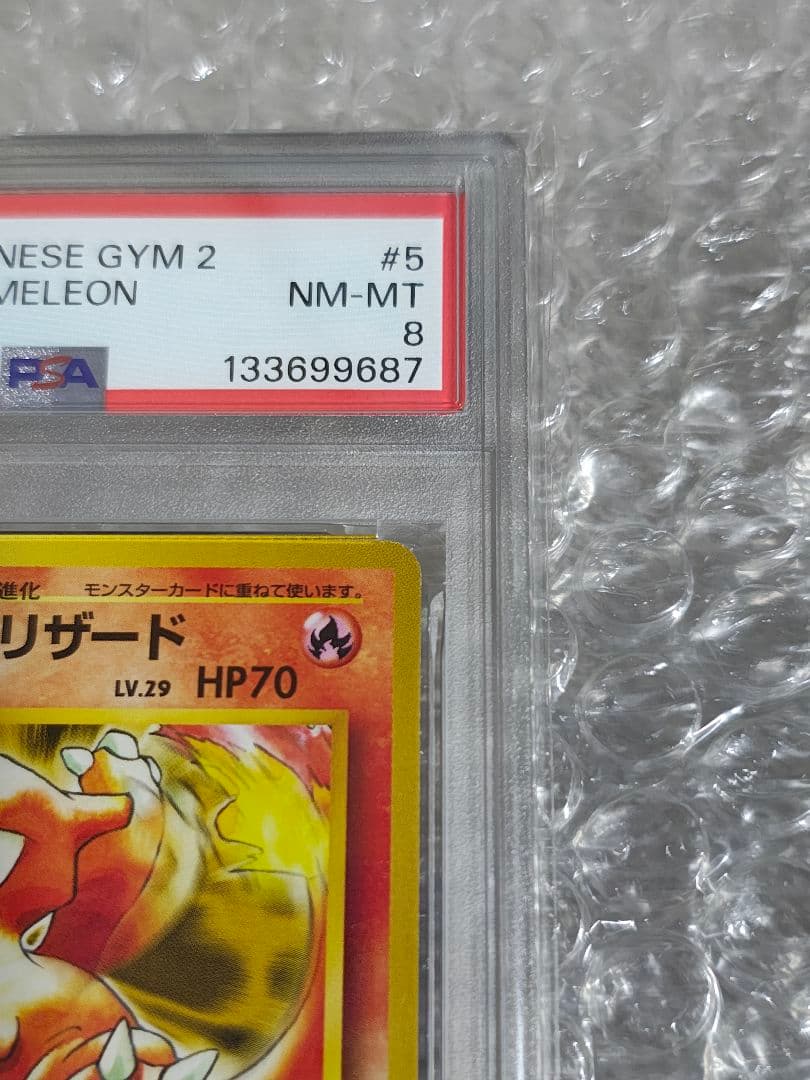 NESE GYM 2 #5
MELEON NM-MT
8
PSA 133699687
進化 モンスターカードに重ねて使います。
リザード
LV.29 HP70